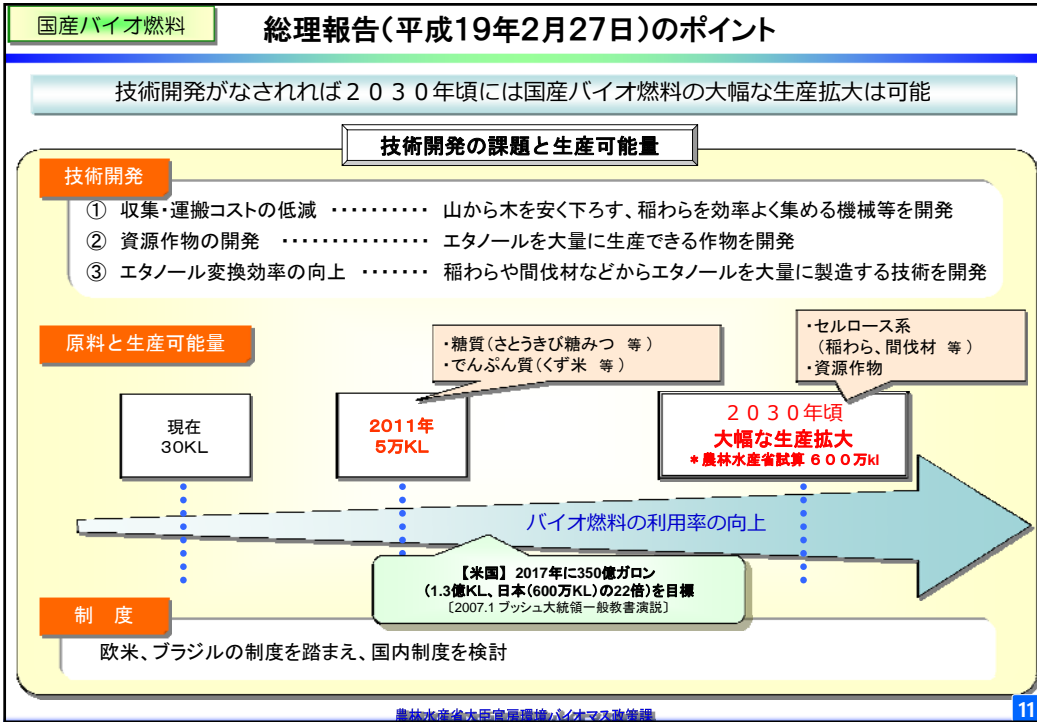 国産バイオ燃料
総理報告(平成19年2月27日)のポイント
技術開発がなされれば2030年頃には国産バイオ燃料の大幅な生産拡大は可能
技術開発の課題と生産可能量
技術開発
① 収集・運搬コストの低減 ・・・・・・・・・・ 山から木を安く下ろす、稲わらを効率よく集める機械等を開発
② 資源作物の開発 ・・・・・・・・・・・・・・・ エタノールを大量に生産できる作物を開発
③ エタノール変換効率の向上 ・・・・・・・ 稲わらや間伐材などからエタノールを大量に製造する技術を開発
原料と生産可能量
・糖質(さとうきび糖みつ 等)
・でんぷん質(くず米 等)
・セルロース系
(稲わら、間伐材 等)
・資源作物
現在
30KL
2011年
5万KL
2030年頃
大幅な生産拡大
*農林水産省試算 600万kl
バイオ燃料の利用率の向上
【米国】 2017年に350億ガロン
(1.3億KL、日本(600万KL)の22倍)を目標
〔2007.1 ブッシュ大統領一般教書演説〕
制 度
欧米、ブラジルの制度を踏まえ、国内制度を検討
農林水産省大臣官房環境バイオマス政策課
11